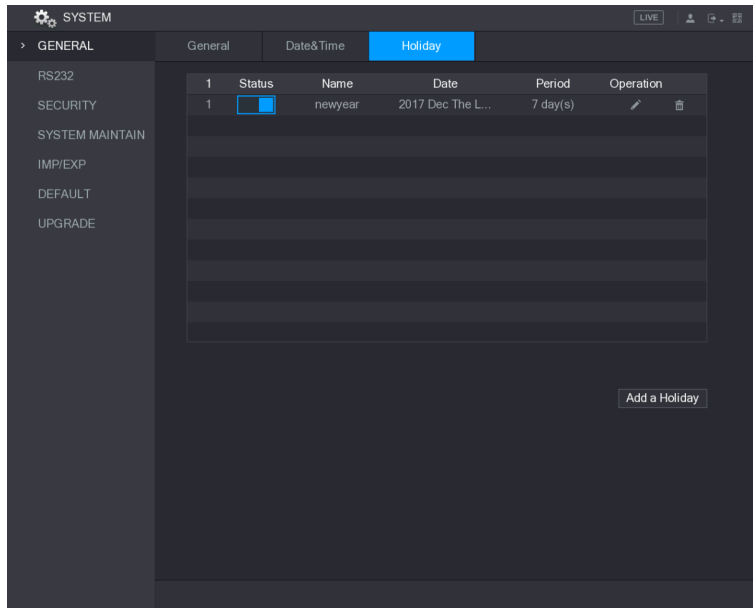 SYSTEM
LIVE
GENERAL
General Date&Time Holiday
RS232
SECURITY
SYSTEM MAINTAIN
IMP/EXP
DEFAULT
UPGRADE
1 Status Name Date Period Operation
1 newyear 2017 Dec The L... 7 day(s)
Add a Holiday